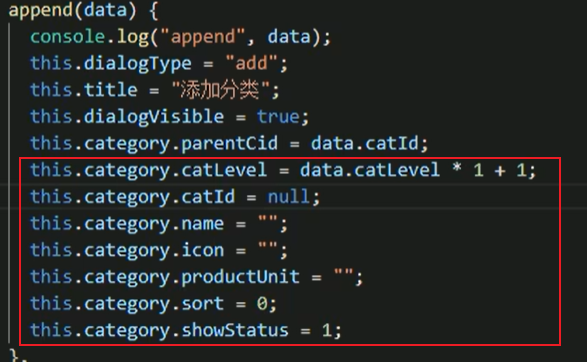 append(data) {
console.log("append", data);
this.dialogType = "add";
this.title = "添加分类";
this.dialogVisible = true;
this.category.parentCid = data.catId;
this.category.catLevel = data.catLevel * 1 + 1;
this.category.catId = null;
this.category.name = "";
this.category.icon = "";
this.category.productUnit = "";
this.category.sort = 0;
this.category.showStatus = 1;
},